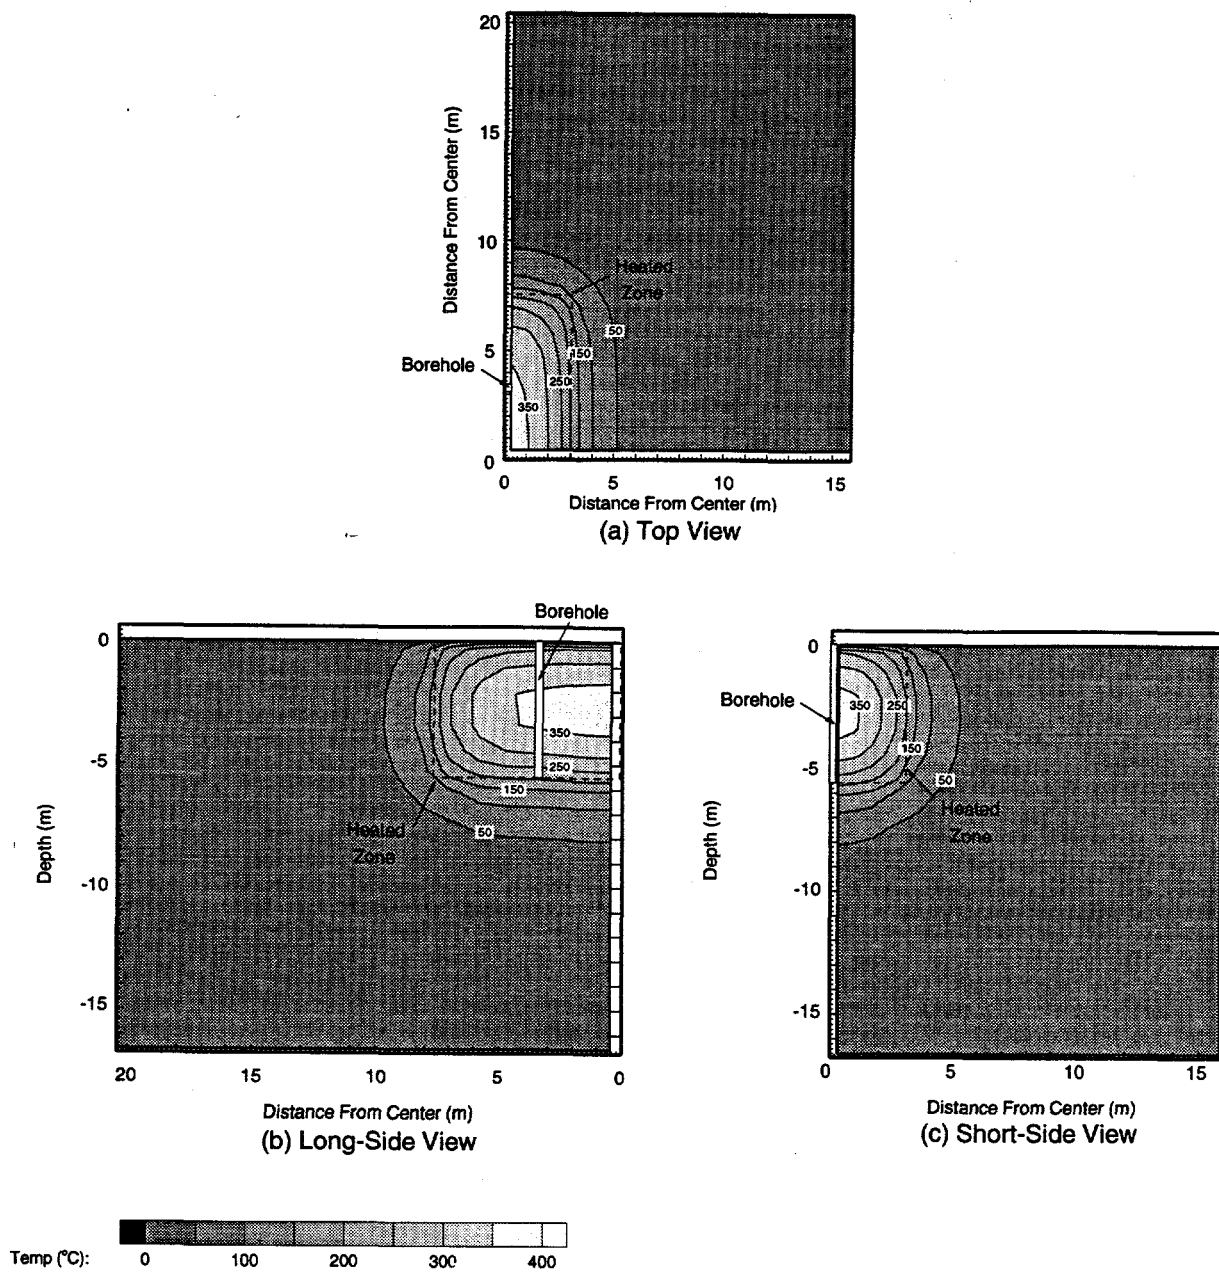 20
15
10
5
0
Distance From Center (m)
Heated
Zone
50
150
250
350
Borehole
0
5
10
15
Distance From Center (m)
(a) Top View
Borehole
0
-5
-10
-15
Depth (m)
350
250
150
50
Heated
Zone
20
15
10
5
0
Distance From Center (m)
(b) Long-Side View
0
-5
-10
-15
Depth (m)
Borehole
350
250
150
50
Heated
Zone
0
5
10
15
Distance From Center (m)
(c) Short-Side View
Temp (°C):
0
100
200
300
400